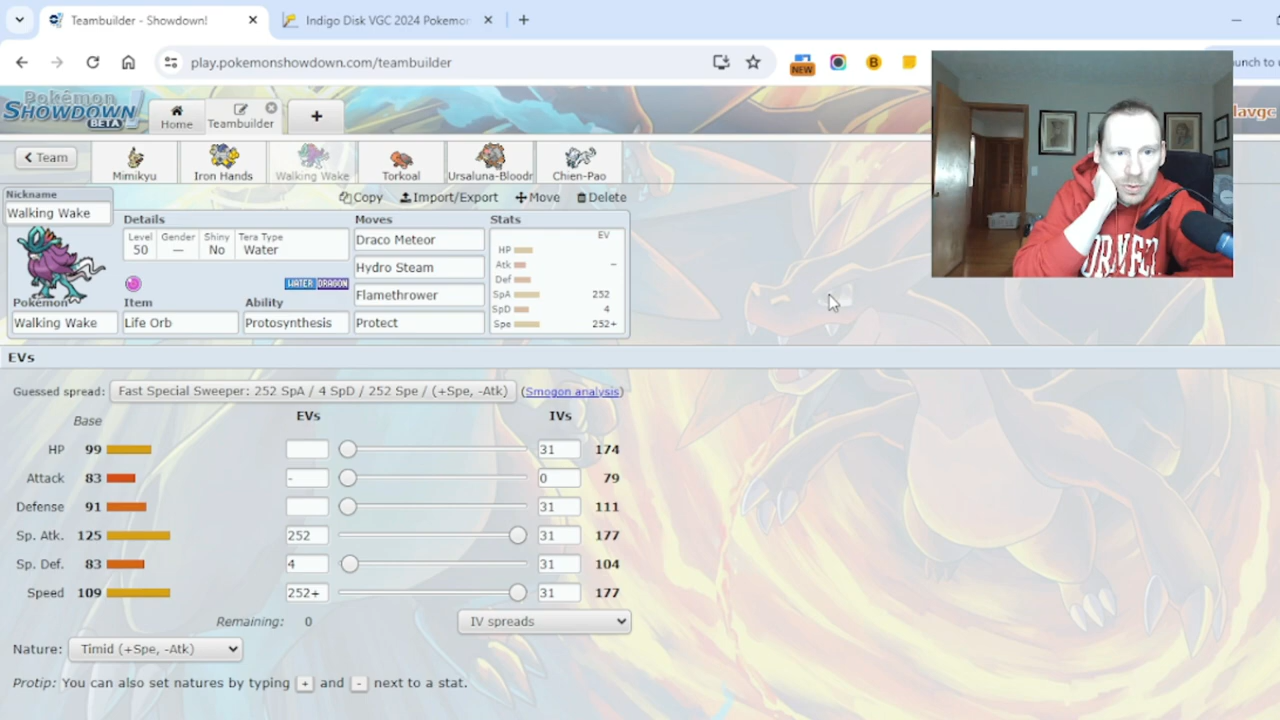 Teambuilder - Showdown!
Indigo Disk VGC 2024 Pokemon
play.pokemonshowdown.com/teambuilder
NEW
B
unch to u
Pokémon
SHOWDOWN
BETA
Home
Teambuilder
+
lavgc
< Team
Mimikyu
Iron Hands
Walking Wake
Torkoal
Ursaluna-Bloodr
Chien-Pao
Nickname
Walking Wake
Copy
Import/Export
Move
Delete
Details
Moves
Stats
Level
Gender
Shiny
Tera Type
50
—
No
Water
WATER DRAGON
Draco Meteor
Hydro Steam
Flamethrower
Protect
EV
HP
Atk –
Def
SpA 252
SpD 4
Spe 252+
Pokémon
Item
Ability
Walking Wake
Life Orb
Protosynthesis
EVs
Guessed spread: Fast Special Sweeper: 252 SpA / 4 SpD / 252 Spe / (+Spe, -Atk) (Smogon analysis)
Base
EVs
IVs
HP 99 31 174
Attack 83 - 0 79
Defense 91 31 111
Sp. Atk. 125 252 31 177
Sp. Def. 83 4 31 104
Speed 109 252+ 31 177
Remaining: 0
IV spreads
Nature: Timid (+Spe, -Atk)
Protip: You can also set natures by typing + and - next to a stat.